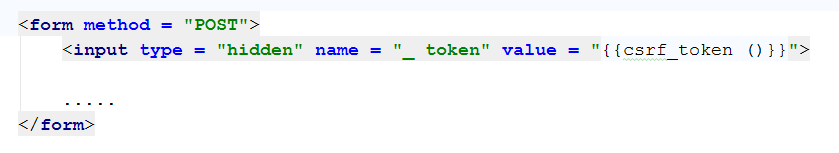 <form method = "POST">
<input type = "hidden" name = "_ token" value = "{{csrf_token ()}}">
.....
</form>